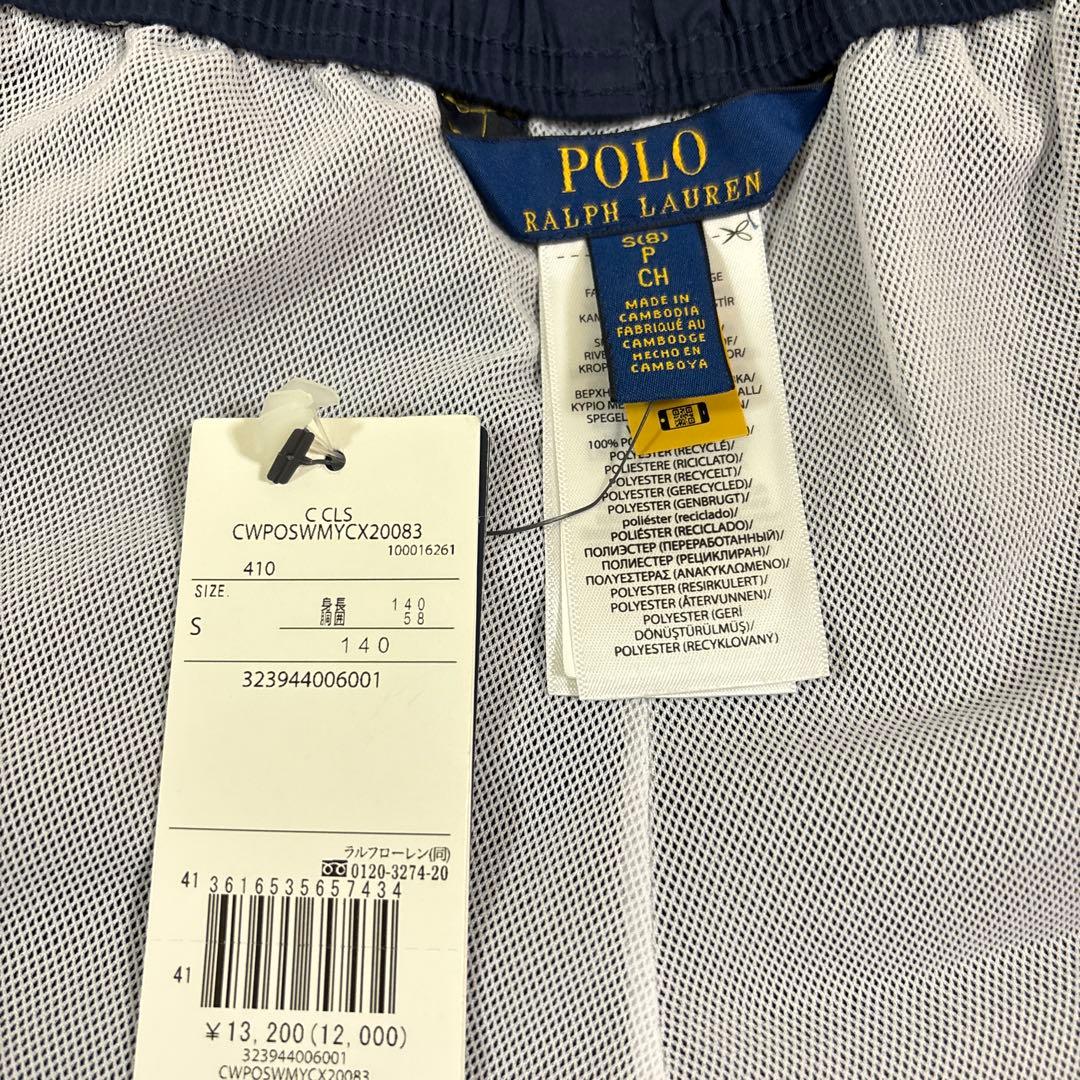 POLO
RALPH LAUREN
S(8)
P
CH
MADE IN
CAMBODIA
FABRIQUÉ AU
CAMBODGE
HECHO EN
CAMBOYA
100%
POLYESTER (RECYCLÉ)/
POLIESTERE (RICICLATO)/
POLYESTER (RECYCELT)/
POLYESTER (GERECYCLED)/
POLYESTER (GENBRUGT)/
poliéster (reciclado)/
POLIÉSTER (RECICLADO)/
ПОЛИЭСТЕР (ПЕРЕРАБОТАННЫЙ)/
ПОЛИЕСТЕР (РЕЦИКЛИРАН)/
ΠΟΛΥΕΣΤΕΡΑΣ (ΑΝΑΚΥΚΛΩΜΕΝΟ)/
POLYESTER (RESIRKULERT)/
POLYESTER (ÅTERVUNNEN)/
POLYESTER (GERİ
DÖNÜŞTÜRÜLMÜŞ)/
POLYESTER (RECYKLOVANY)
C CLS
CWPOSWMYCX20083
100016261
410
SIZE.
S
身長 140
胴囲 58
140
323944006001
ラルフローレン(同)
0120-3274-20
41 3616535657434
41
¥13,200(12,000)
323944006001
CWPOSWMYCX20083